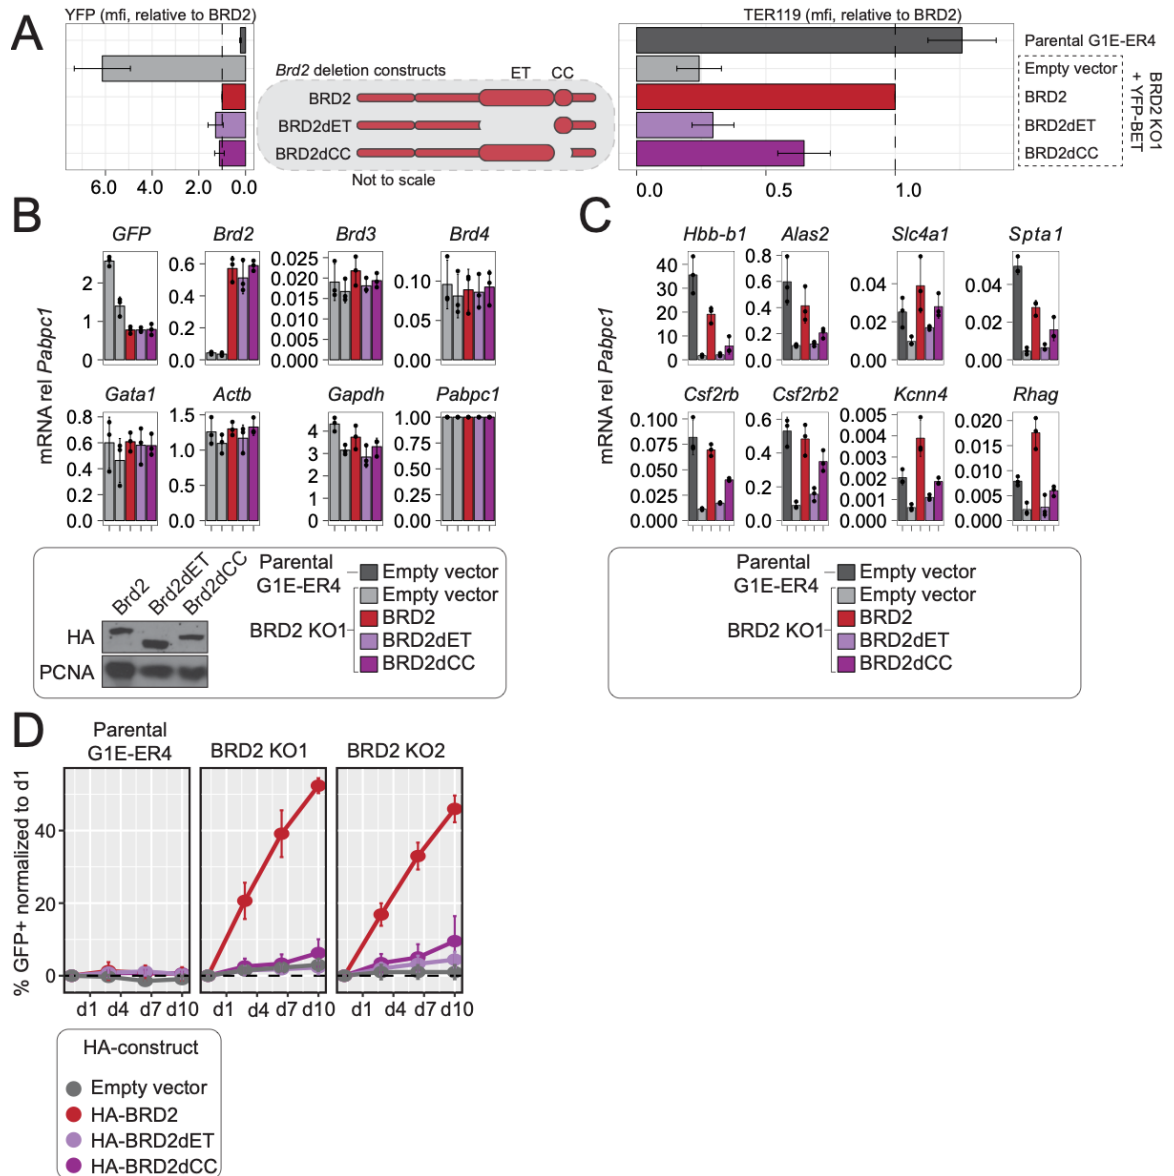 A
YFP (mfi, relative to BRD2)
6.0 4.0 2.0 0.0
Brd2 deletion constructs
ET CC
BRD2
BRD2dET
BRD2dCC
Not to scale
TER119 (mfi, relative to BRD2)
0.0 0.5 1.0
Parental G1E-ER4
Empty vector
BRD2
BRD2dET
BRD2dCC
BRD2 KO1
+ YFP-BET
B
mRNA rel Pabpc1
GFP Brd2 Brd3 Brd4
2
1
0
0.6
0.4
0.2
0.0
0.025
0.020
0.015
0.010
0.005
0.000
0.10
0.05
0.00
Gata1 Actb Gapdh Pabpc1
0.8
0.6
0.4
0.2
0.0
1.5
1.0
0.5
0.0
4
3
1
0
1.00
0.75
0.50
0.25
0.00
Brd2 Brd2dET Brd2dCC
HA
PCNA
Parental
G1E-ER4
Empty vector
Empty vector
BRD2 KO1
BRD2
BRD2dET
BRD2dCC
C
mRNA rel Pabpc1
Hbb-b1 Alas2 Slc4a1 Spta1
40
30
20
10
0
0.8
0.6
0.4
0.2
0.0
0.04
0.02
0.00
0.04
0.02
0.00
Csf2rb Csf2rb2 Kcnn4 Rhag
0.100
0.075
0.050
0.025
0.000
0.6
0.4
0.2
0.0
0.005
0.004
0.003
0.002
0.001
0.000
0.020
0.015
0.010
0.005
0.000
Parental
G1E-ER4
Empty vector
Empty vector
BRD2 KO1
BRD2
BRD2dET
BRD2dCC
D
Parental
G1E-ER4
BRD2 KO1
BRD2 KO2
% GFP+ normalized to d1
40
20
0
d1 d4 d7 d10
d1 d4 d7 d10
d1 d4 d7 d10
HA-construct
Empty vector
HA-BRD2
HA-BRD2dET
HA-BRD2dCC